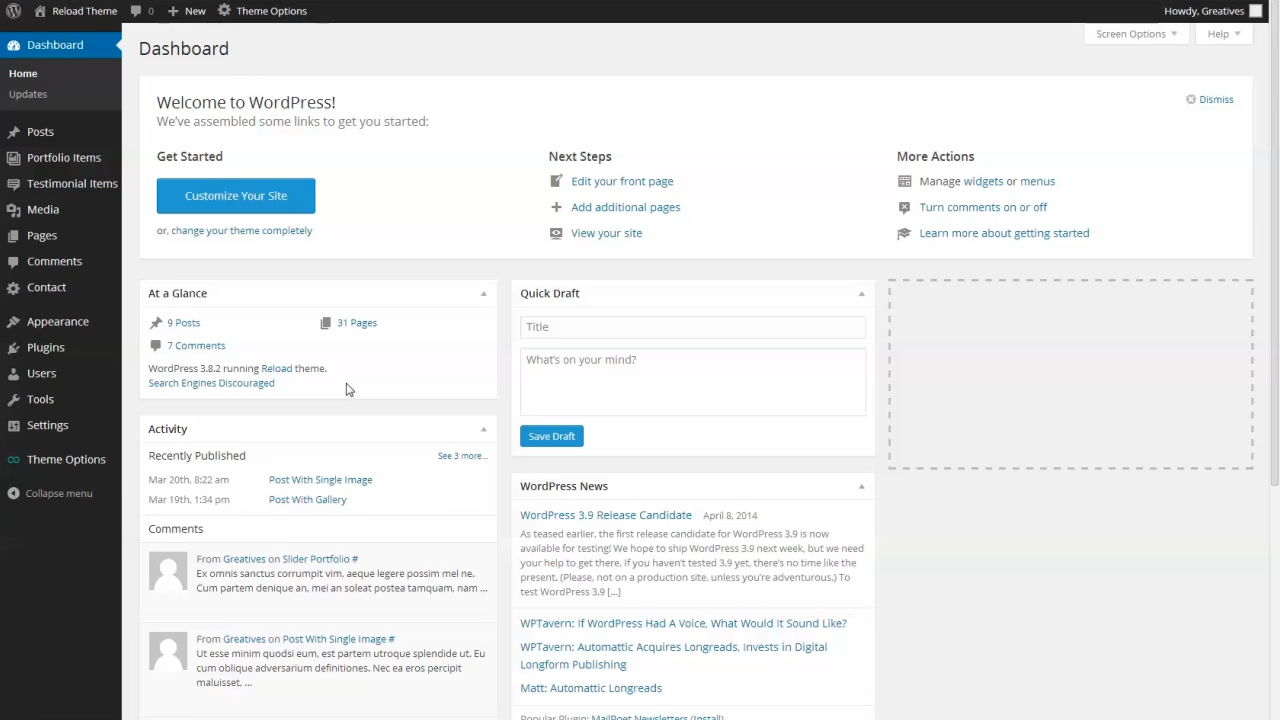 Reload Theme 0 New Theme Options Howdy, Greatives
Screen Options Help
Dashboard
Home
Updates
Posts
Portfolio Items
Testimonial Items
Media
Pages
Comments
Contact
Appearance
Plugins
Users
Tools
Settings
Theme Options
Collapse menu
Dashboard
Welcome to WordPress!
We've assembled some links to get you started:
Dismiss
Get Started
Customize Your Site
or, change your theme completely
Next Steps
Edit your front page
Add additional pages
View your site
More Actions
Manage widgets or menus
Turn comments on or off
Learn more about getting started
At a Glance
9 Posts 31 Pages
7 Comments
WordPress 3.8.2 running Reload theme.
Search Engines Discouraged
Activity
Recently Published See 3 more...
Mar 20th, 8:22 am Post With Single Image
Mar 19th, 1:34 pm Post With Gallery
Comments
From Greatives on Slider Portfolio #
Ex omnis sanctus corrumpit vim, aeque legere possim mel ne.
Cum partem denique an, mei an soleat postea tamquam, nam ...
From Greatives on Post With Single Image #
Ut esse minim quodsi eum, est partem utroque splendide ut. Eu
cum oblique adversarium definitiones. Nec ea eros percipit
maluisset, ...
Quick Draft
Title
What's on your mind?
Save Draft
WordPress News
WordPress 3.9 Release Candidate April 8, 2014
As teased earlier, the first release candidate for WordPress 3.9 is now
available for testing! We hope to ship WordPress 3.9 next week, but we need
your help to get there. If you haven't tested 3.9 yet, there's no time like the
present. (Please, not on a production site, unless you're adventurous.) To
test WordPress 3.9 [...]
WPTavern: If WordPress Had A Voice, What Would It Sound Like?
WPTavern: Automattic Acquires Longreads, Invests in Digital
Longform Publishing
Matt: Automattic Longreads
Popular Plugin: MailPoet Newsletters (Install)